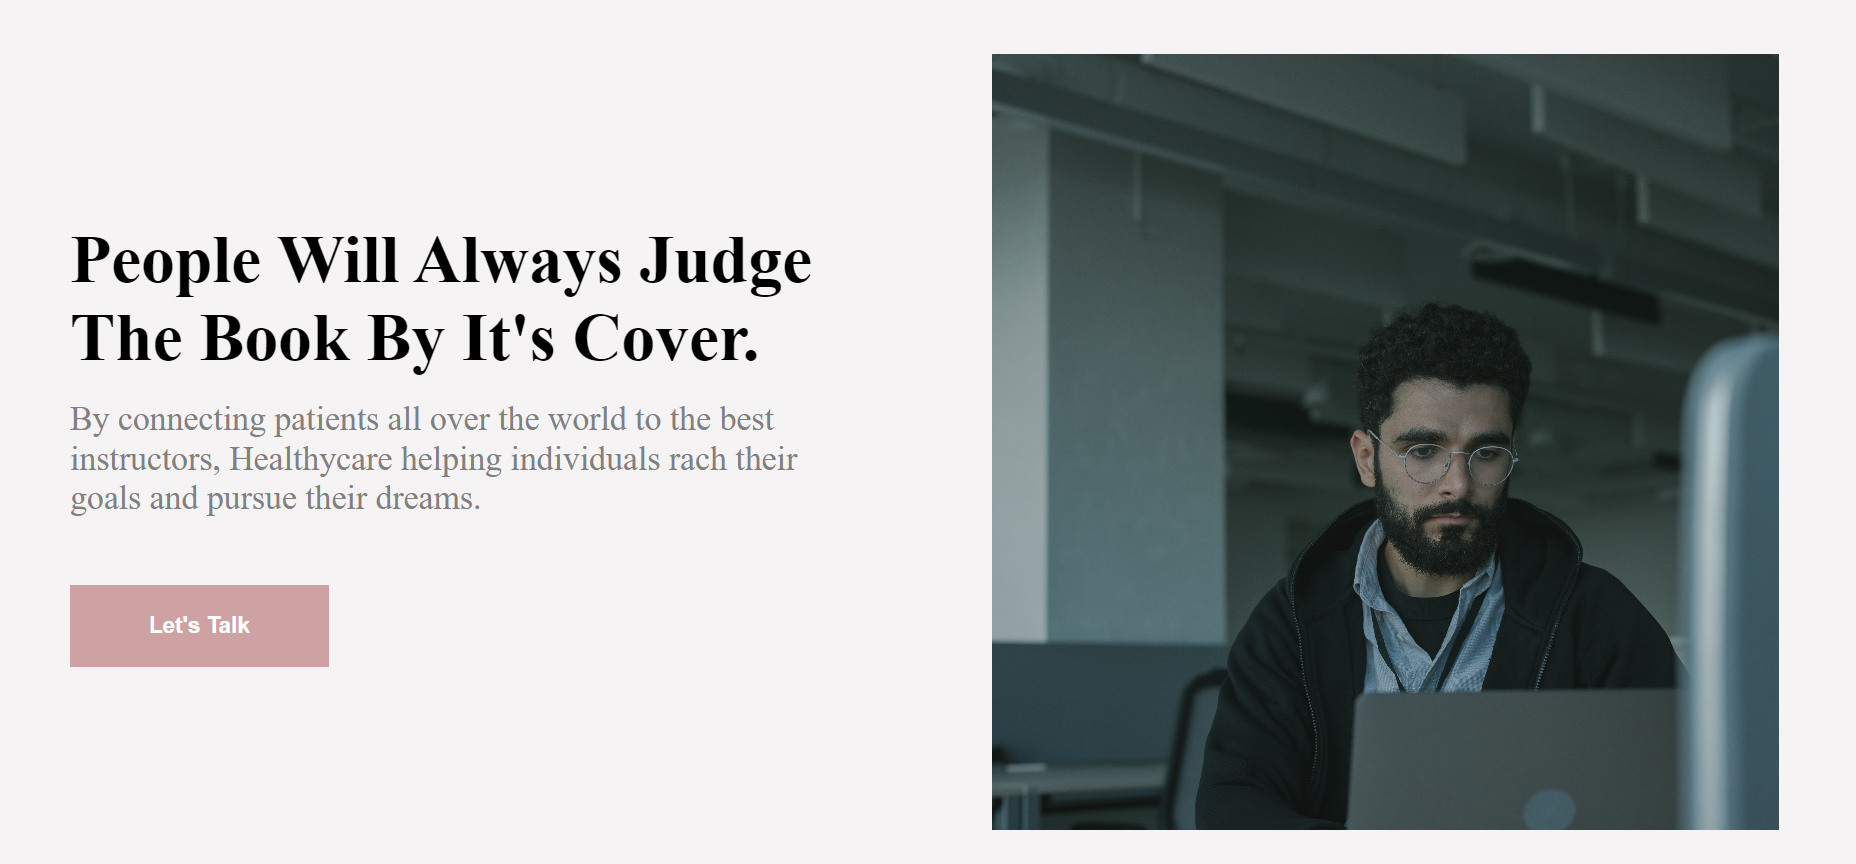 People Will Always Judge
The Book By It's Cover.
By connecting patients all over the world to the best
instructors, Healthycare helping individuals rach their
goals and pursue their dreams.
Let's Talk